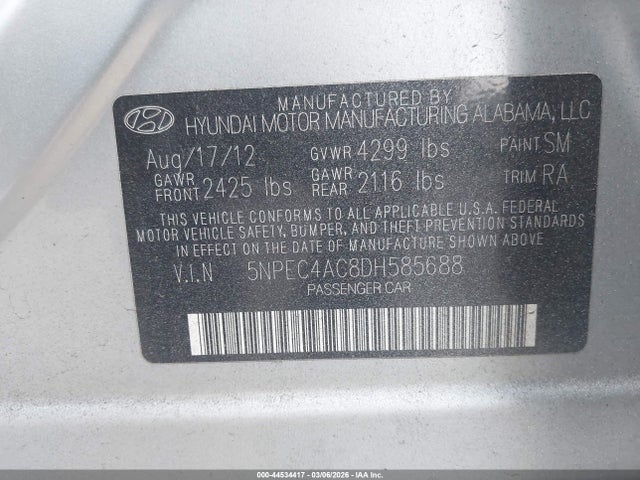 MANUFACTURED BY
HYUNDAI MOTOR MANUFACTURING ALABAMA, LLC
Aug/17/12 GVWR 4299 lbs PAINT SM
GAWR FRONT 2425 lbs GAWR REAR 2116 lbs TRIM RA
THIS VEHICLE CONFORMS TO ALL APPLICABLE U.S.A. FEDERAL
MOTOR VEHICLE SAFETY, BUMPER, AND THEFT PREVENTION STANDARDS
IN EFFECT ON THE DATE OF MANUFACTURE SHOWN ABOVE
V.I.N 5NPEC4AC8DH585688
PASSENGER CAR
000-44534417 - 03/06/2026 - COPYRIGHT IAA, Inc.